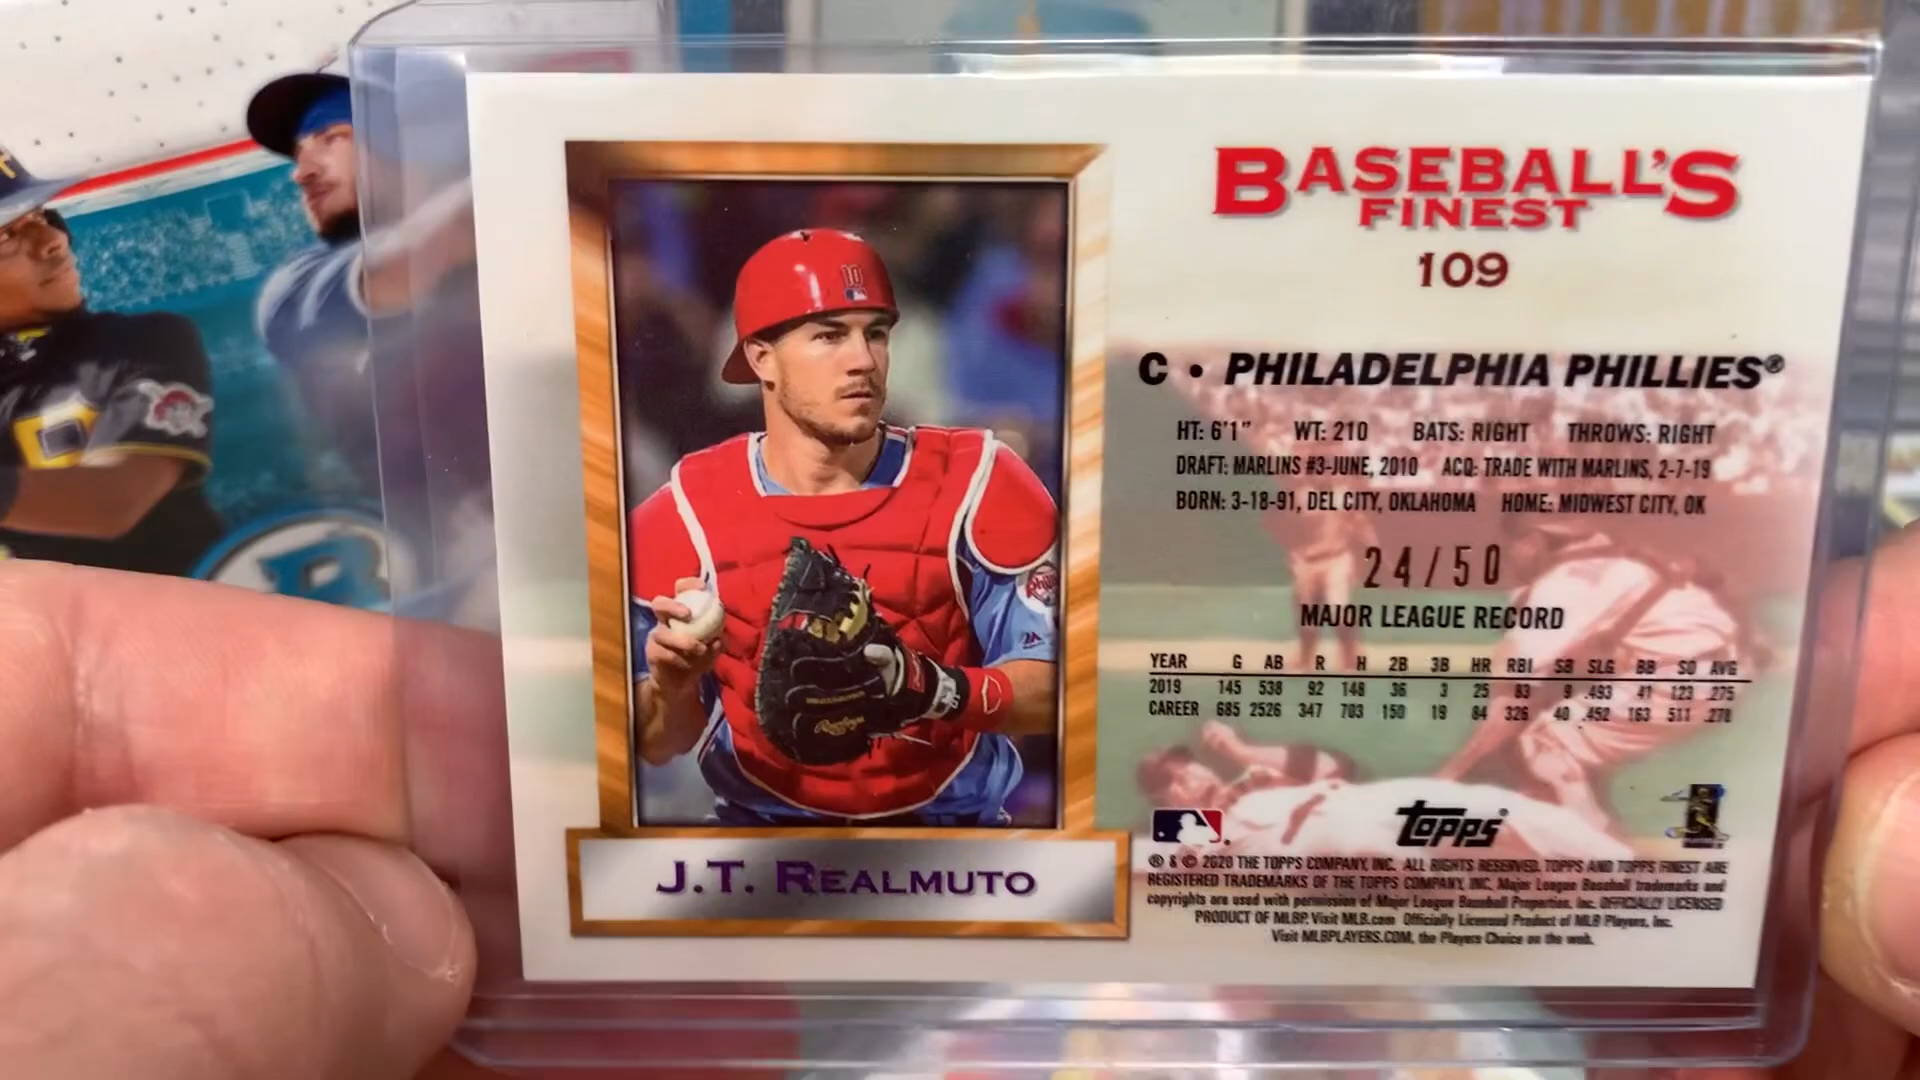 BASEBALL'S
FINEST
109
C • PHILADELPHIA PHILLIES®
HT: 6'1" WT: 210 BATS: RIGHT THROWS: RIGHT
DRAFT: MARLINS #3-JUNE, 2010 ACQ: TRADE WITH MARLINS, 2-7-19
BORN: 3-18-91, DEL CITY, OKLAHOMA HOME: MIDWEST CITY, OK
24/50
MAJOR LEAGUE RECORD
YEAR G AB R H 2B 3B HR RBI SB SLG BB SO AVG
2019 145 538 92 148 36 3 25 83 9 .493 41 123 .275
CAREER 685 2526 347 703 150 19 84 326 40 .452 163 511 .278
topps®
® & © 2020 THE TOPPS COMPANY, INC. ALL RIGHTS RESERVED. TOPPS AND TOPPS FINEST ARE
REGISTERED TRADEMARKS OF THE TOPPS COMPANY, INC. Major League Baseball trademarks and
copyrights are used with permission of Major League Baseball Properties, Inc. OFFICIALLY LICENSED
PRODUCT OF MLBP. Visit MLB.com Officially Licensed Product of MLB Players, Inc.
Visit MLBPLAYERS.COM, the Players Choice on the web.
10
Rawlings
J.T. REALMUTO
B